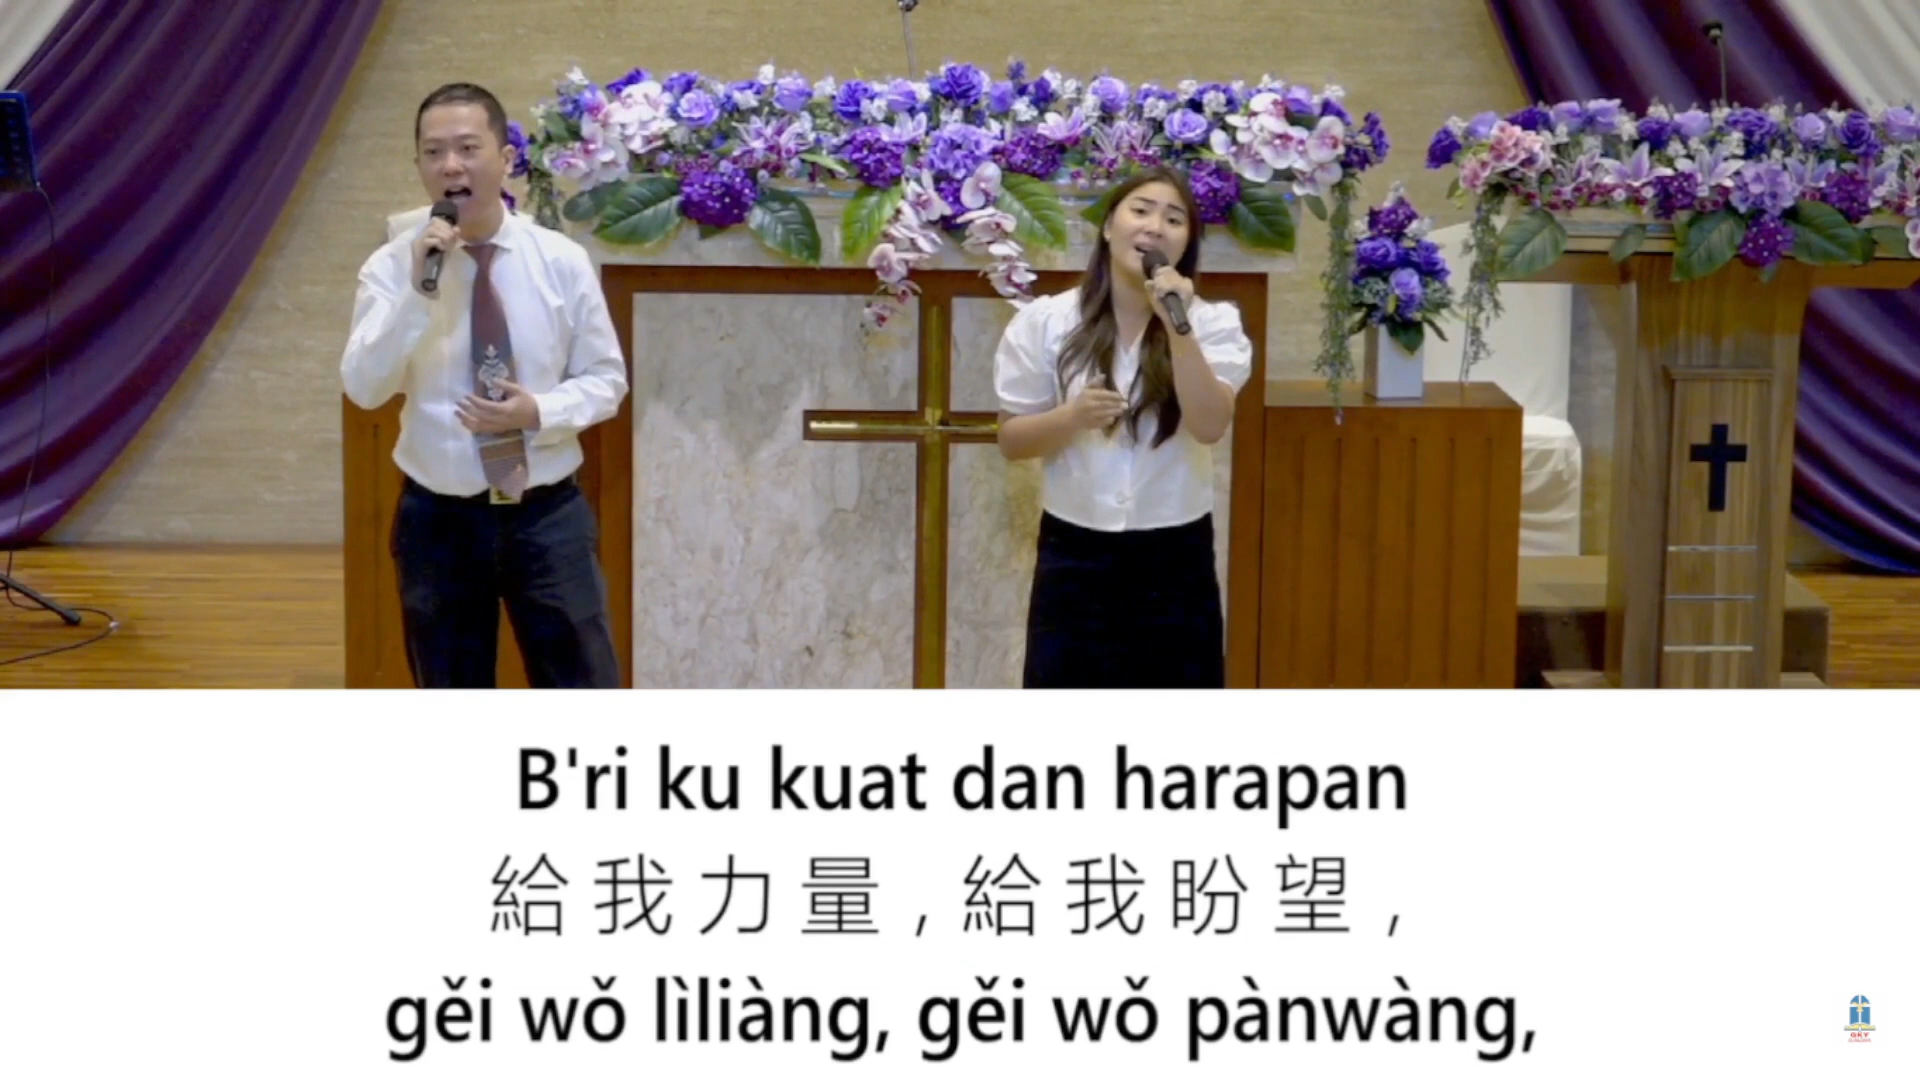 B'ri ku kuat dan harapan
給我力量,給我盼望,
gěi wǒ lìliàng, gěi wǒ pànwàng,
GKY